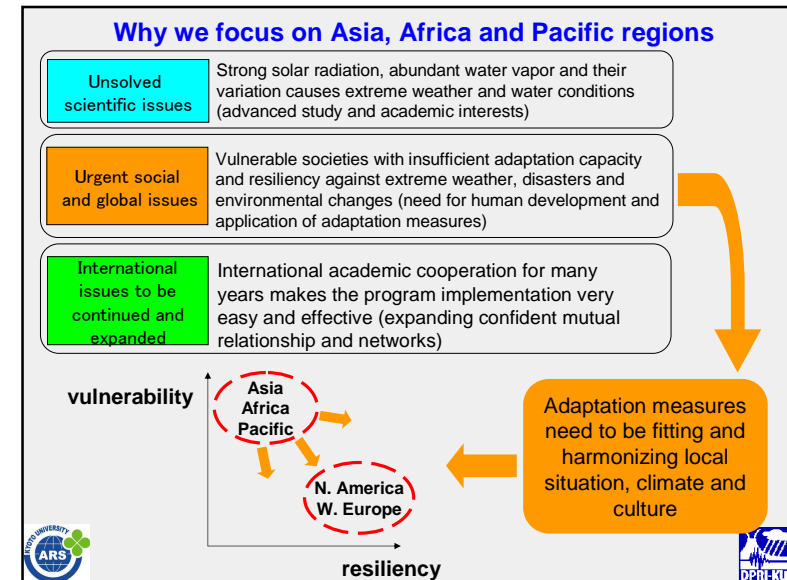 Why we focus on Asia, Africa and Pacific regions
Unsolved
scientific issues
Strong solar radiation, abundant water vapor and their
variation causes extreme weather and water conditions
(advanced study and academic interests)
Urgent social
and global issues
Vulnerable societies with insufficient adaptation capacity
and resiliency against extreme weather, disasters and
environmental changes (need for human development and
application of adaptation measures)
International
issues to be
continued and
expanded
International academic cooperation for many
years makes the program implementation very
easy and effective (expanding confident mutual
relationship and networks)
vulnerability
Asia
Africa
Pacific
N. America
W. Europe
resiliency
Adaptation measures
need to be fitting and
harmonizing local
situation, climate and
culture
KYOTO UNIVERSITY
ARS
DPRI-KU